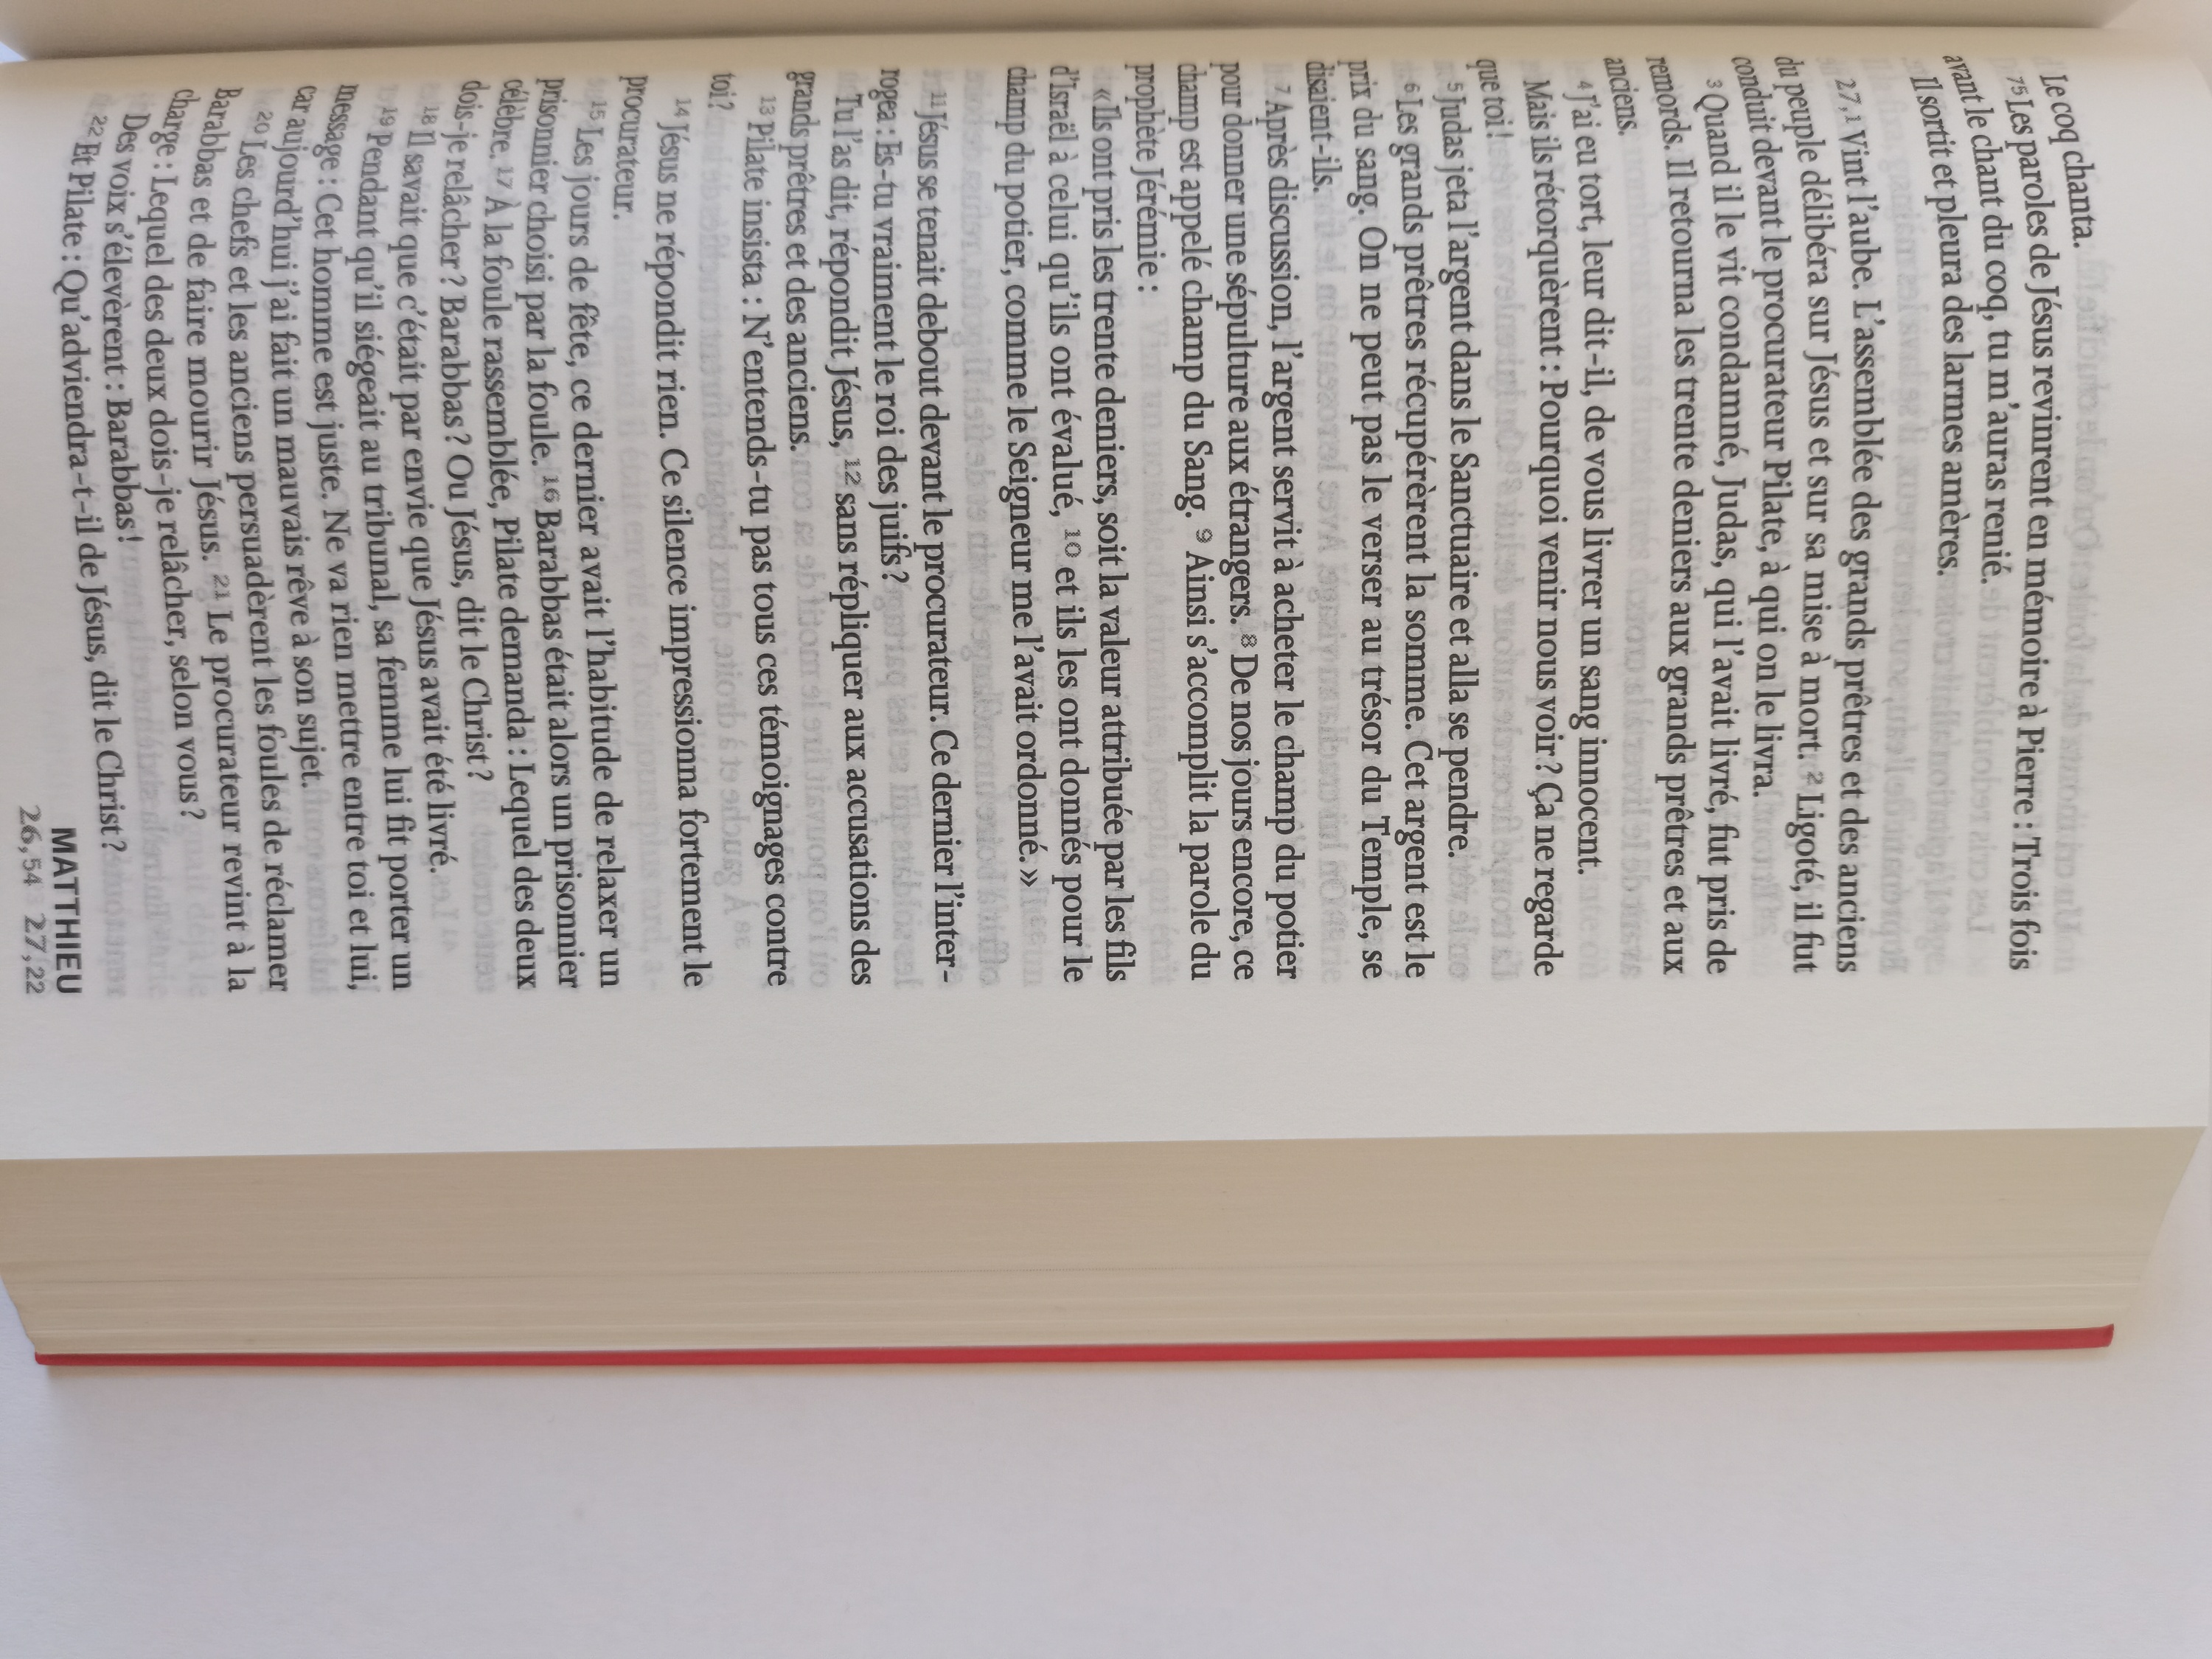 Le coq chanta.
75 Les paroles de Jésus revinrent en mémoire à Pierre : Trois fois
avant le chant du coq, tu m'auras renié.
Il sortit et pleura des larmes amères.
27,1 Vint l'aube. L'assemblée des grands prêtres et des anciens
du peuple délibéra sur Jésus et sur sa mise à mort. 2 Ligoté, il fut
conduit devant le procurateur Pilate, à qui on le livra.
3 Quand il le vit condamné, Judas, qui l'avait livré, fut pris de
remords. Il retourna les trente deniers aux grands prêtres et aux
anciens.
4 J'ai eu tort, leur dit-il, de vous livrer un sang innocent.
Mais ils rétorquèrent : Pourquoi venir nous voir ? Ça ne regarde
que toi !
5 Judas jeta l'argent dans le Sanctuaire et alla se pendre.
6 Les grands prêtres récupérèrent la somme. Cet argent est le
prix du sang. On ne peut pas le verser au trésor du Temple, se
disaient-ils.
7 Après discussion, l'argent servit à acheter le champ du potier
pour donner une sépulture aux étrangers. 8 De nos jours encore, ce
champ est appelé champ du Sang. 9 Ainsi s'accomplit la parole du
prophète Jérémie :
« Ils ont pris les trente deniers, soit la valeur attribuée par les fils
d'Israël à celui qu'ils ont évalué, 10 et ils les ont donnés pour le
champ du potier, comme le Seigneur me l'avait ordonné. »
11 Jésus se tenait debout devant le procurateur. Ce dernier l'inter-
rogea : Es-tu vraiment le roi des juifs ?
Tu l'as dit, répondit Jésus, 12 sans répliquer aux accusations des
grands prêtres et des anciens.
13 Pilate insista : N'entends-tu pas tous ces témoignages contre
toi ?
14 Jésus ne répondit rien. Ce silence impressionna fortement le
procurateur.
15 Les jours de fête, ce dernier avait l'habitude de relaxer un
prisonnier choisi par la foule. 16 Barabbas était alors un prisonnier
célèbre. 17 À la foule rassemblée, Pilate demanda : Lequel des deux
dois-je relâcher ? Barabbas ? Ou Jésus, dit le Christ ?
18 Il savait que c'était par envie que Jésus avait été livré.
19 Pendant qu'il siégeait au tribunal, sa femme lui fit porter un
message : Cet homme est juste. Ne va rien mettre entre toi et lui,
car aujourd'hui j'ai fait un mauvais rêve à son sujet.
20 Les chefs et les anciens persuadèrent les foules de réclamer
Barabbas et de faire mourir Jésus. 21 Le procurateur revint à la
charge : Lequel des deux dois-je relâcher, selon vous ?
Des voix s'élevèrent : Barabbas !
22 Et Pilate : Qu'adviendra-t-il de Jésus, dit le Christ ?
MATTHIEU
26,54 27,22